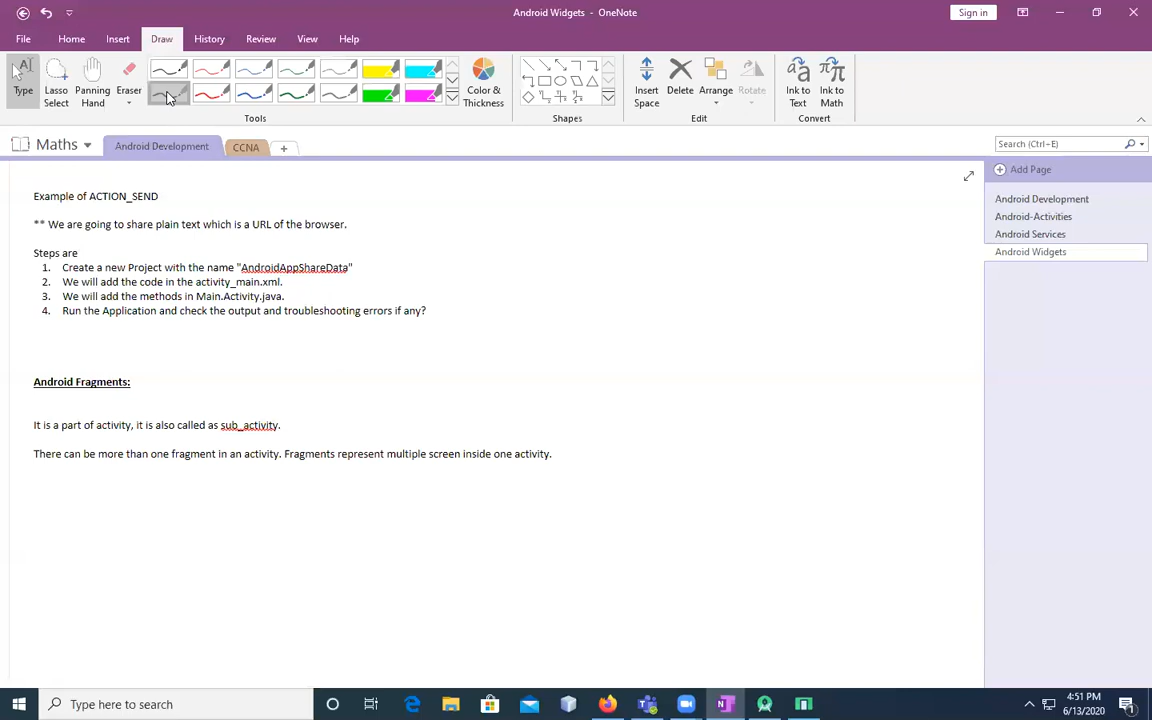 Android Widgets - OneNote
Sign in
File Home Insert Draw History Review View Help
Type
Lasso Select
Panning Hand
Eraser
Color & Thickness
Insert Space
Delete
Arrange
Rotate
Ink to Text
Ink to Math
Tools
Shapes
Edit
Convert
Maths
Android Development
CCNA
Search (Ctrl+E)
Add Page
Android Development
Android-Activities
Android Services
Android Widgets
Example of ACTION_SEND
** We are going to share plain text which is a URL of the browser.
Steps are
1. Create a new Project with the name "AndroidAppShareData"
2. We will add the code in the activity_main.xml.
3. We will add the methods in Main.Activity.java.
4. Run the Application and check the output and troubleshooting errors if any?
Android Fragments:
It is a part of activity, it is also called as sub_activity.
There can be more than one fragment in an activity. Fragments represent multiple screen inside one activity.
Type here to search
4:51 PM
6/13/2020